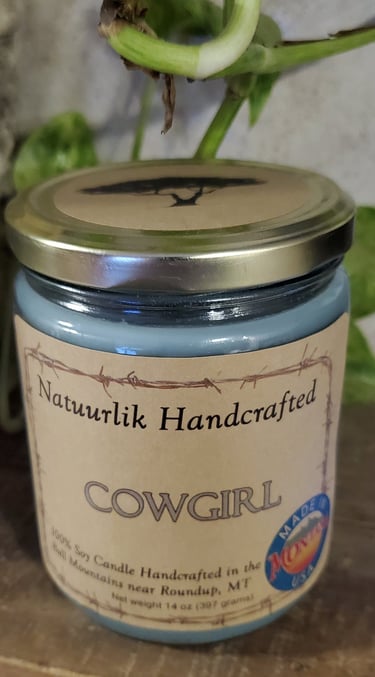 Natuurlik Handcrafted
COWGIRL
100% Soy Candle Handcrafted in the
Bull Mountains near Roundup, MT
Net weight 14 oz (397 grams)
MADE IN
MONTANA
USA